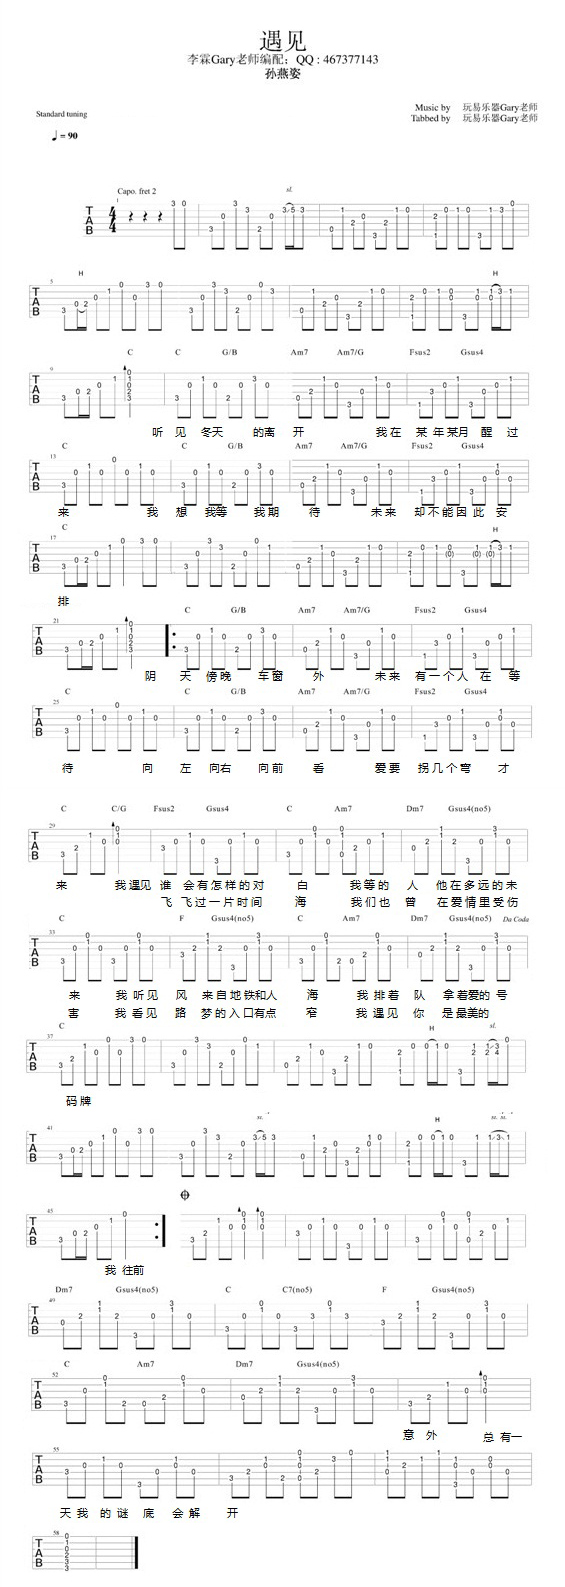 遇见
李霖Gary老师编配；QQ : 467377143
孙燕姿
Music by 玩易乐器Gary老师
Standard tuning
Tabbed by 玩易乐器Gary老师
♩ = 90
Capo. fret 2
sl.
H
H
C C G/B Am7 Am7/G Fsus2 Gsus4
听 见 冬天 的离 开 我在 某年某月 醒 过
C C G/B Am7 Am7/G Fsus2 Gsus4
来 我 想 我等 我期 待 未来 却不能因此 安
C
H
排
C G/B Am7 Am7/G Fsus2 Gsus4
阴 天 傍晚 车窗 外 未来 有一个人 在 等
C C G/B Am7 Am7/G Fsus2 Gsus4
待 向 左 向右 向前 看 爱要 拐几个弯 才
C C/G Fsus2 Gsus4 C Am7 Dm7 Gsus4(no5)
来 我遇见 谁 会有怎样的对 白 我等的 人 他在多远的未
飞 飞过一片时间 海 我们也 曾 在爱情里受伤
C F Gsus4(no5) C Am7 Dm7 Gsus4(no5) Da Coda
来 我 听见 风 来自地铁和人 海 我 排着 队 拿着爱的 号
害 我 看见 路 梦的入口有点 窄 我 遇见 你 是最美的
C
H sl.
码牌
H
我 往前
Dm7 Gsus4(no5) C C7(no5) F Gsus4(no5)
C Am7 Dm7 Gsus4(no5)
意 外 总 有一
天 我 的 谜 底 会 解 开